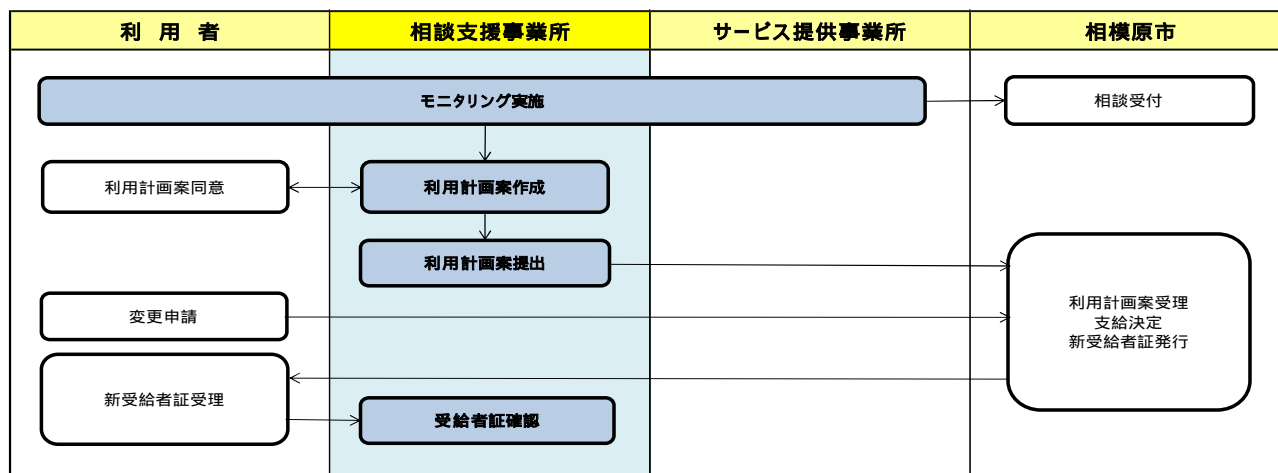 利 用 者
相談支援事業所
サービス提供事業所
相模原市
モニタリング実施
相談受付
利用計画案同意
利用計画案作成
利用計画案提出
変更申請
利用計画案受理
支給決定
新受給者証発行
新受給者証受理
受給者証確認